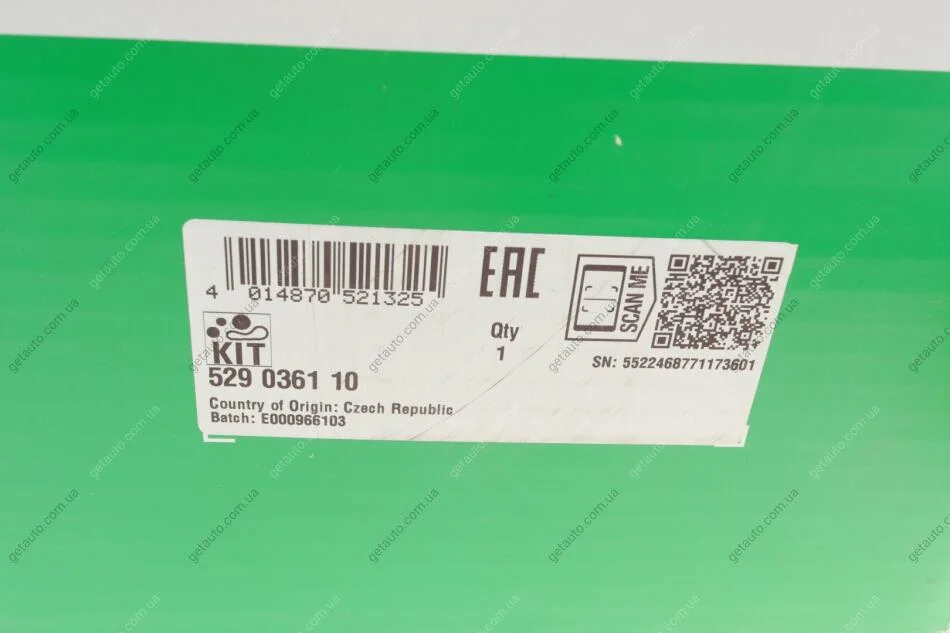 4 014870 521325
EAC
SCAN ME
Qty
1
SN: 5522468771173601
KIT
529 0361 10
Country of Origin: Czech Republic
Batch: E000966103
getauto.com.ua